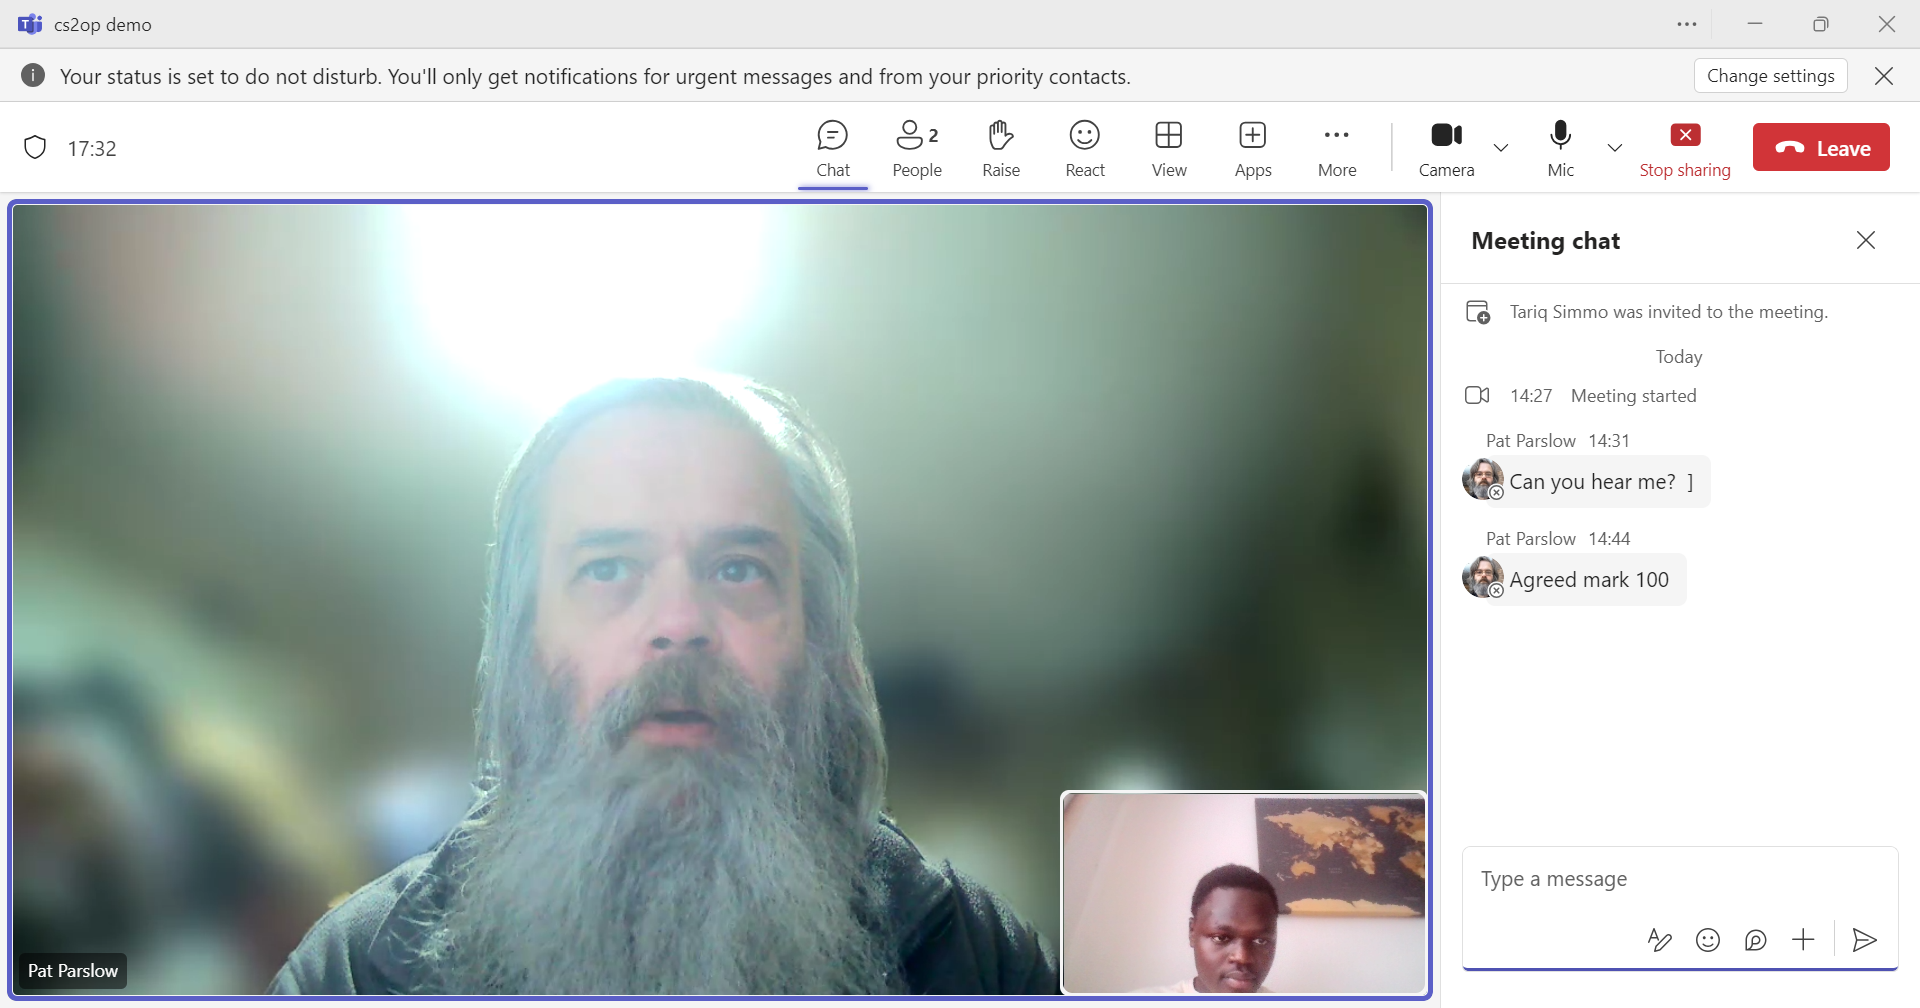 cs2op demo
Your status is set to do not disturb. You'll only get notifications for urgent messages and from your priority contacts.
Change settings
17:32
Chat
People
2
Raise
React
View
Apps
More
Camera
Mic
Stop sharing
Leave
Meeting chat
Tariq Simmo was invited to the meeting.
Today
14:27 Meeting started
Pat Parslow 14:31
Can you hear me? ]
Pat Parslow 14:44
Agreed mark 100
Type a message
Pat Parslow